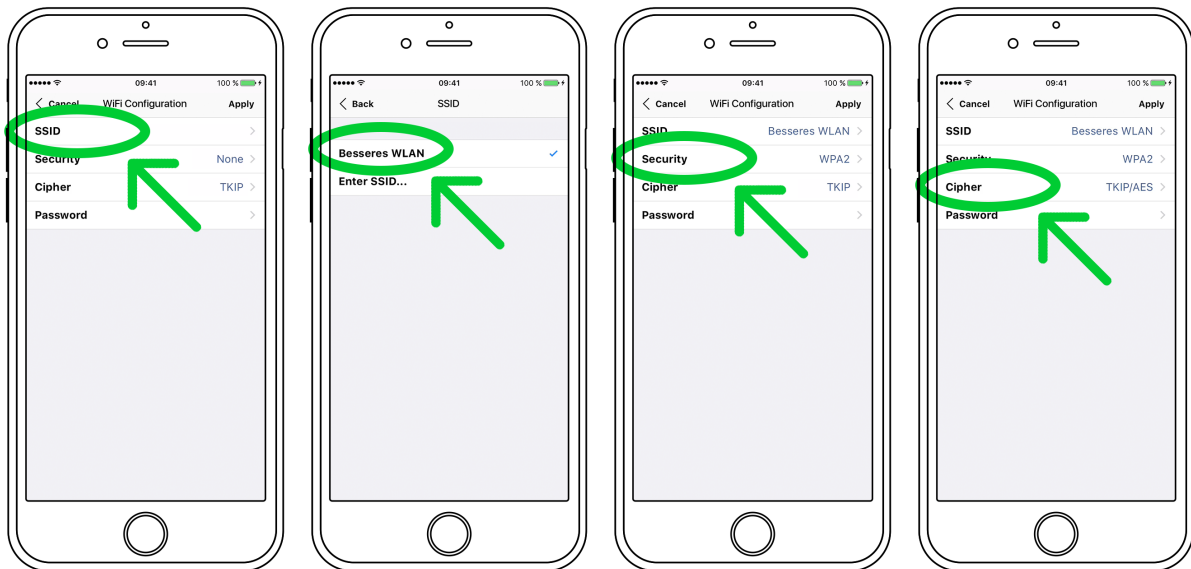 09:41 100 %
Cancel WiFi Configuration Apply
SSID
Security None
Cipher TKIP
Password
09:41 100 %
Back SSID
Besseres WLAN
Enter SSID...
09:41 100 %
Cancel WiFi Configuration Apply
SSID Besseres WLAN
Security WPA2
Cipher TKIP
Password
09:41 100 %
Cancel WiFi Configuration Apply
SSID Besseres WLAN
Security WPA2
Cipher TKIP/AES
Password